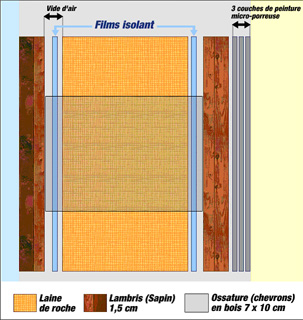 Vide d'air
3 couches de peinture
micro-porreuse
Films isolant
Laine
de roche
Lambris (Sapin)
1,5 cm
Ossature (chevrons)
en bois 7 x 10 cm